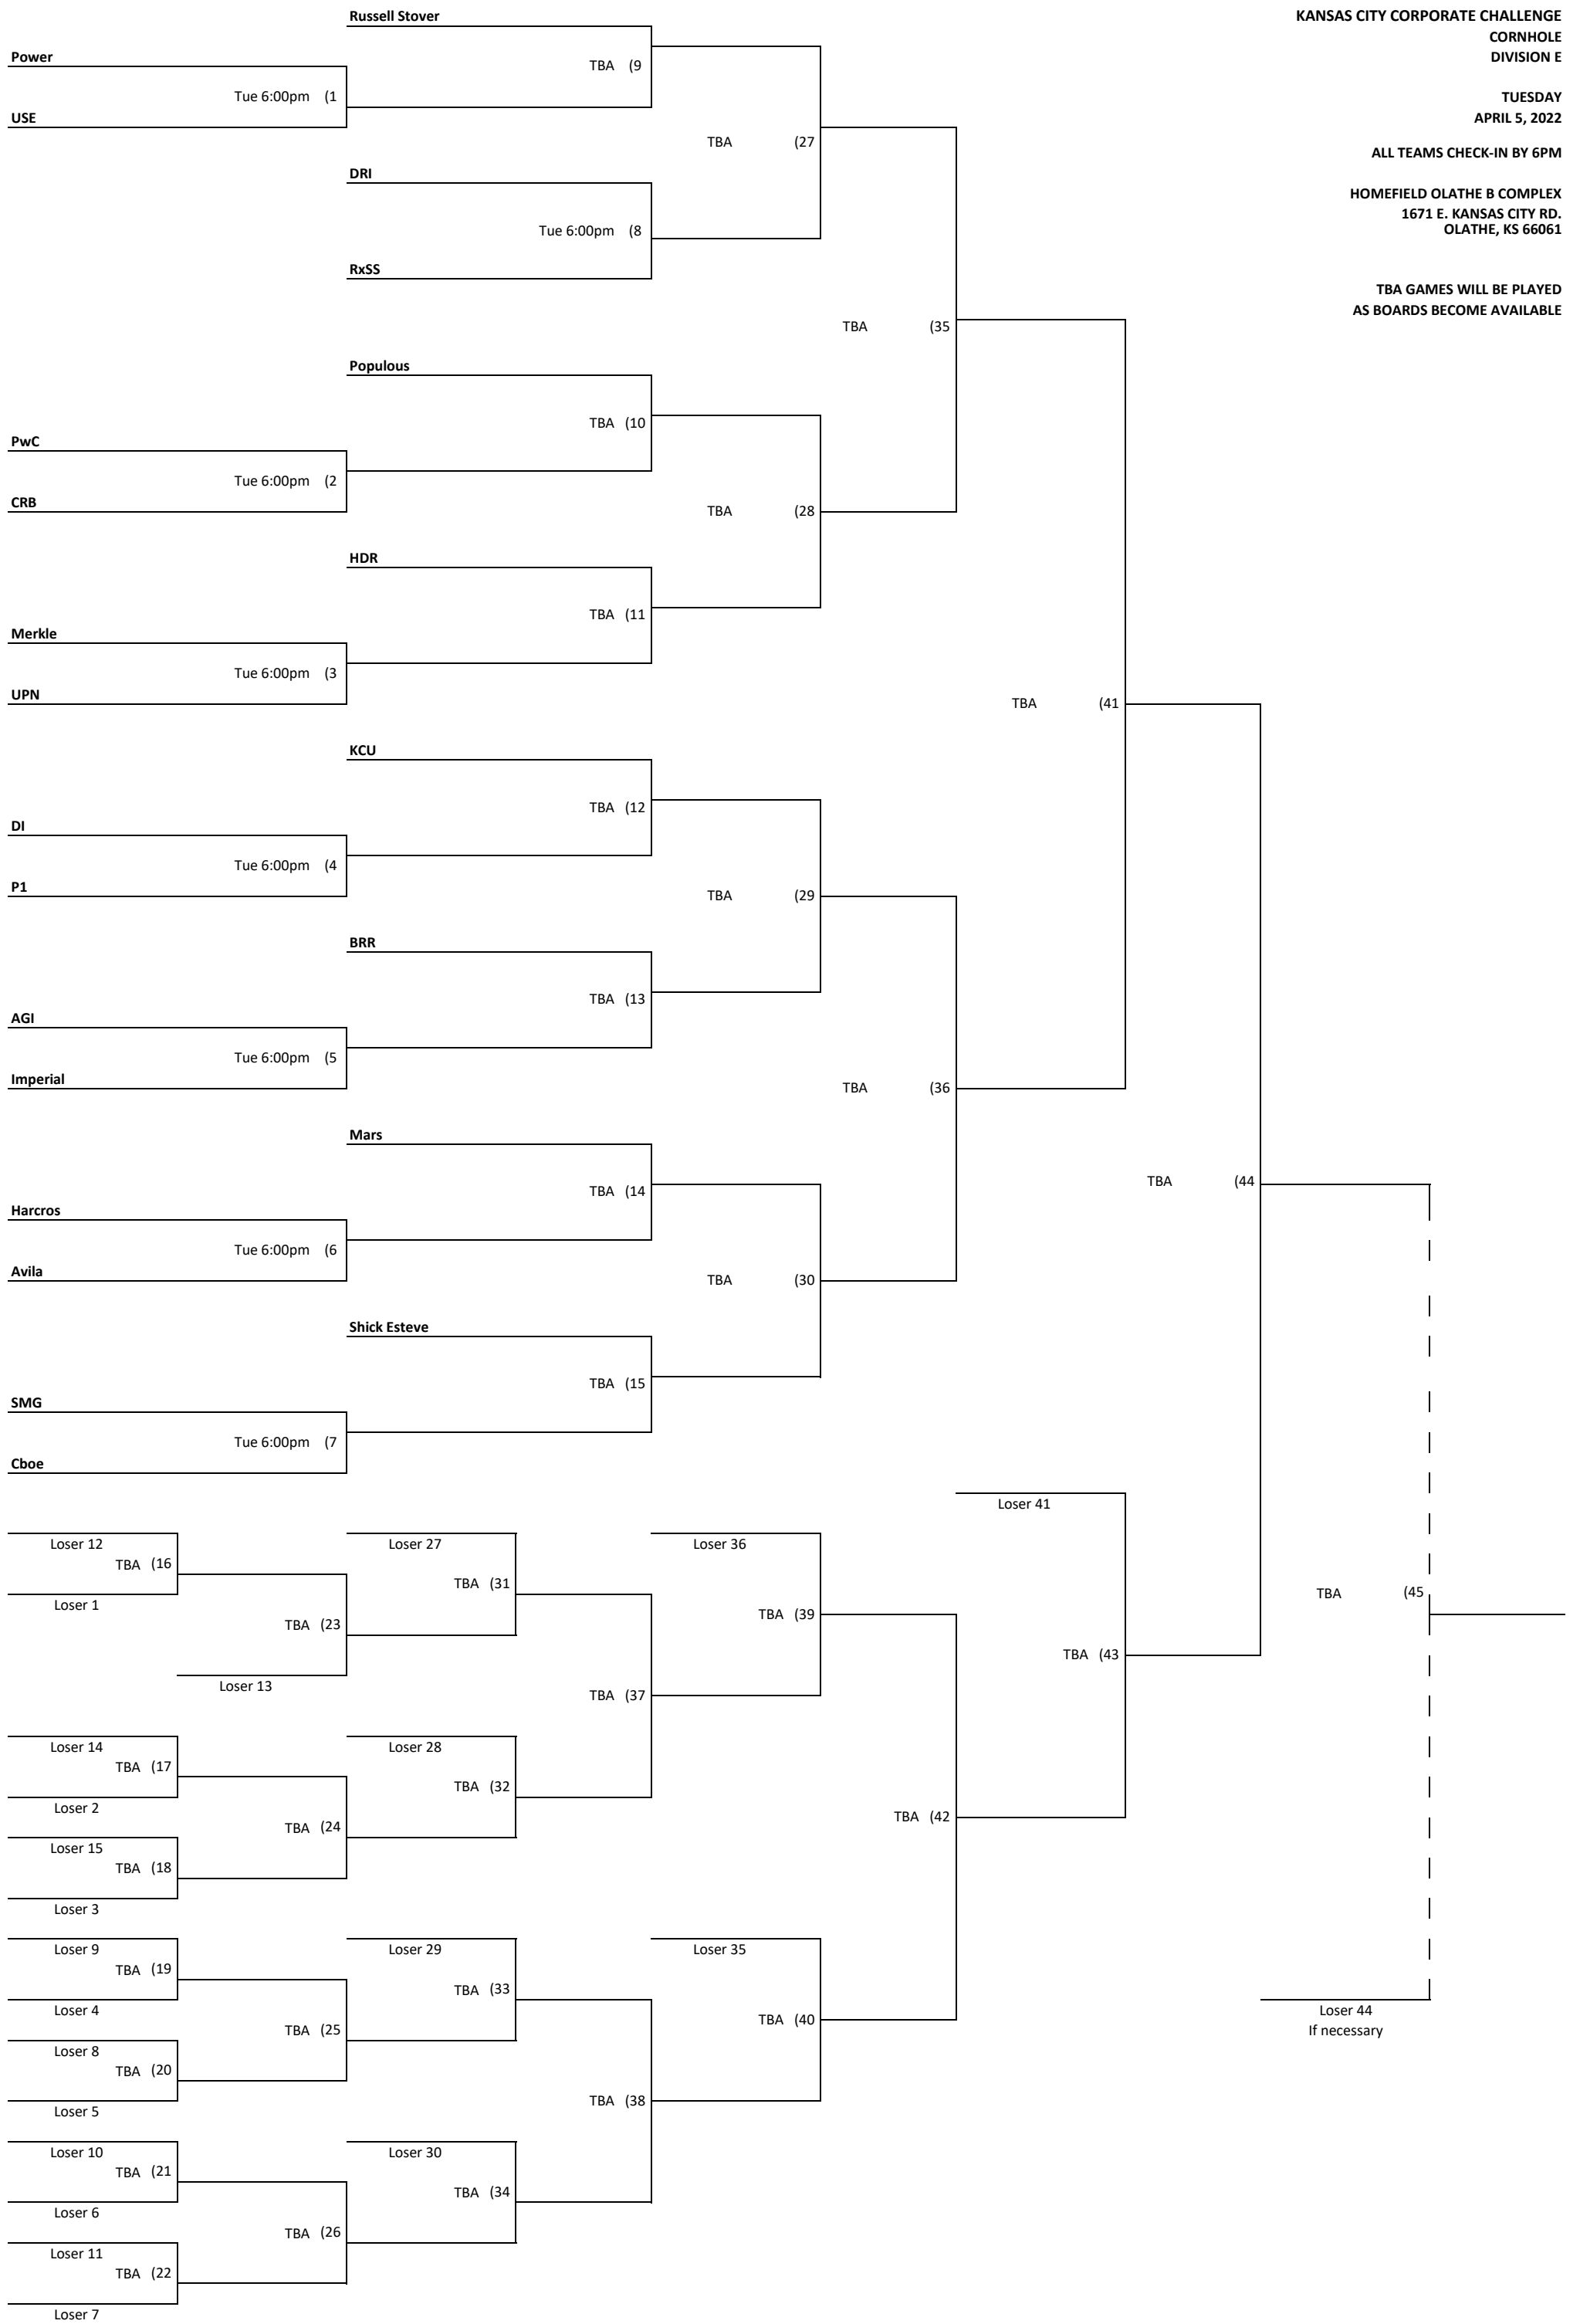 Russell Stover
KANSAS CITY CORPORATE CHALLENGE
CORNHOLE
Power
DIVISION E
TBA (9
Tue 6:00pm (1
TUESDAY
USE
APRIL 5, 2022
TBA (27
ALL TEAMS CHECK-IN BY 6PM
DRI
HOMEFIELD OLATHE B COMPLEX
1671 E. KANSAS CITY RD.
OLATHE, KS 66061
Tue 6:00pm (8
RxSS
TBA GAMES WILL BE PLAYED
AS BOARDS BECOME AVAILABLE
TBA (35
Populous
TBA (10
PwC
Tue 6:00pm (2
CRB
TBA (28
HDR
TBA (11
Merkle
Tue 6:00pm (3
UPN
TBA (41
KCU
TBA (12
DI
Tue 6:00pm (4
P1
TBA (29
BRR
TBA (13
AGI
Tue 6:00pm (5
Imperial
TBA (36
Mars
TBA (14
TBA (44
Harcros
Tue 6:00pm (6
Avila
TBA (30
Shick Esteve
TBA (15
SMG
Tue 6:00pm (7
Cboe
Loser 41
Loser 12
Loser 27
Loser 36
TBA (16
TBA (31
TBA (45
Loser 1
TBA (39
TBA (23
TBA (43
Loser 13
TBA (37
Loser 14
Loser 28
TBA (17
TBA (32
Loser 2
TBA (42
TBA (24
Loser 15
TBA (18
Loser 3
Loser 9
Loser 29
Loser 35
TBA (19
TBA (33
Loser 4
Loser 44
TBA (40
TBA (25
If necessary
Loser 8
TBA (20
TBA (38
Loser 5
Loser 10
Loser 30
TBA (21
TBA (34
Loser 6
TBA (26
Loser 11
TBA (22
Loser 7